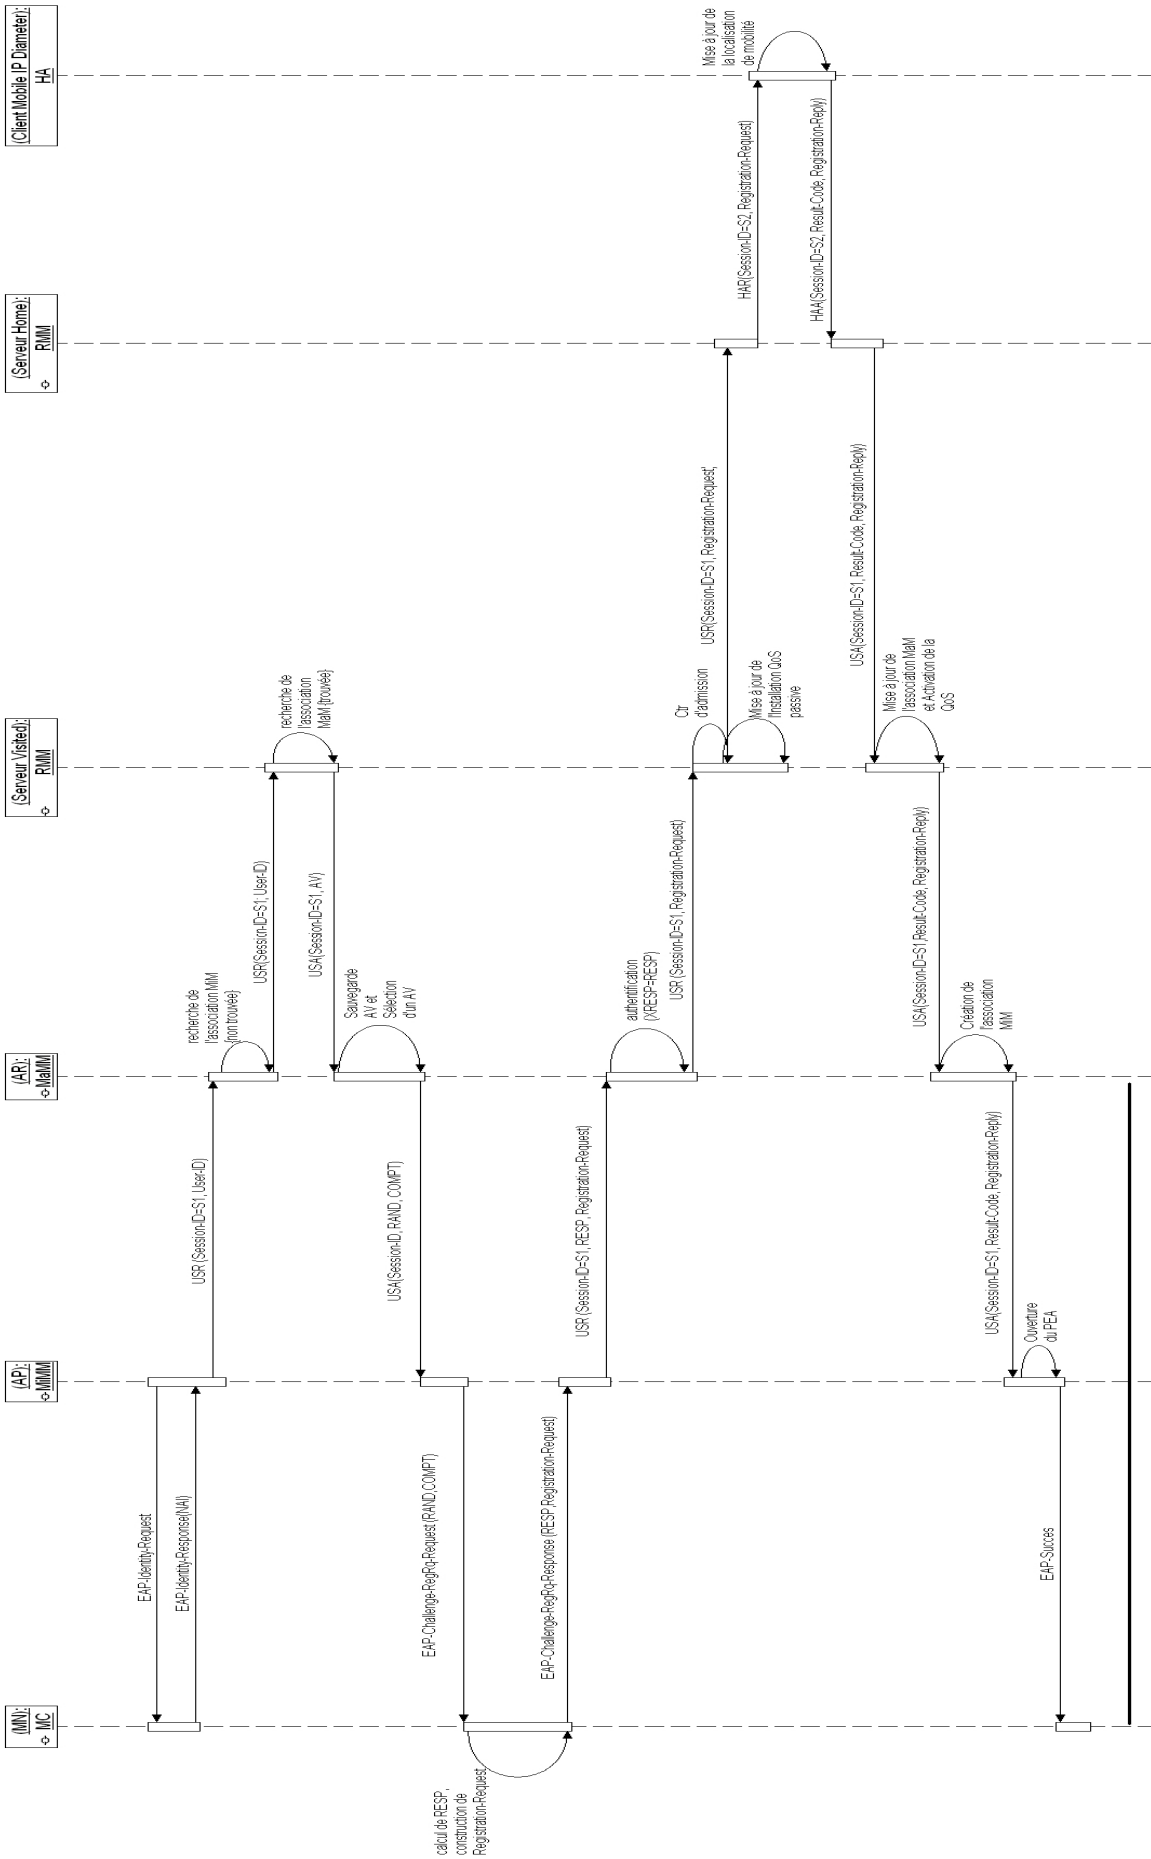 (MN):
MC
(AP):
MiMM
(AR):
MaMM
(Serveur Visited):
RMM
(Serveur Home):
RMM
(Client Mobile IP Diameter):
HA
EAP-Identity-Request
EAP-Identity-Response(NAI)
USR (Session-ID=S1, User-ID)
recherche de
l'association MiM
{non trouvée}
USR(Session-ID=S1; User-ID)
recherche de
l'association
MaM {trouvée}
USA(Session-ID=S1, AV)
Sauvegarde
AV et
Sélection
d'un AV
USA(Session-ID, RAND, COMPT)
EAP-Challenge-RegRq-Request (RAND,COMPT)
calcul de RESP,
construction de
Registration-Request
EAP-Challenge-RegRq-Response (RESP,Registration-Request)
USR (Session-ID=S1, RESP, Registration-Request)
authentification
(XRESP=RESP)
USR (Session-ID=S1, Registration-Request)
Ctr
d'admission
USR(Session-ID=S1, Registration-Request,
Mise à jour de
l'Installation QoS
passive
HAR(Session-ID=S2, Registration-Request)
Mise à jour de
la localisation
de mobilité
HAA(Session-ID=S2, Result-Code, Registration-Reply)
USA(Session-ID=S1, Result-Code, Registration-Reply)
Mise à jour de
l'association MaM
et Activation de la
QoS
USA(Session-ID=S1,Result-Code, Registration-Reply)
Création de
l'association
MiM
USA(Session-ID=S1, Result-Code, Registration-Reply)
Ouverture
du PEA
EAP-Succes